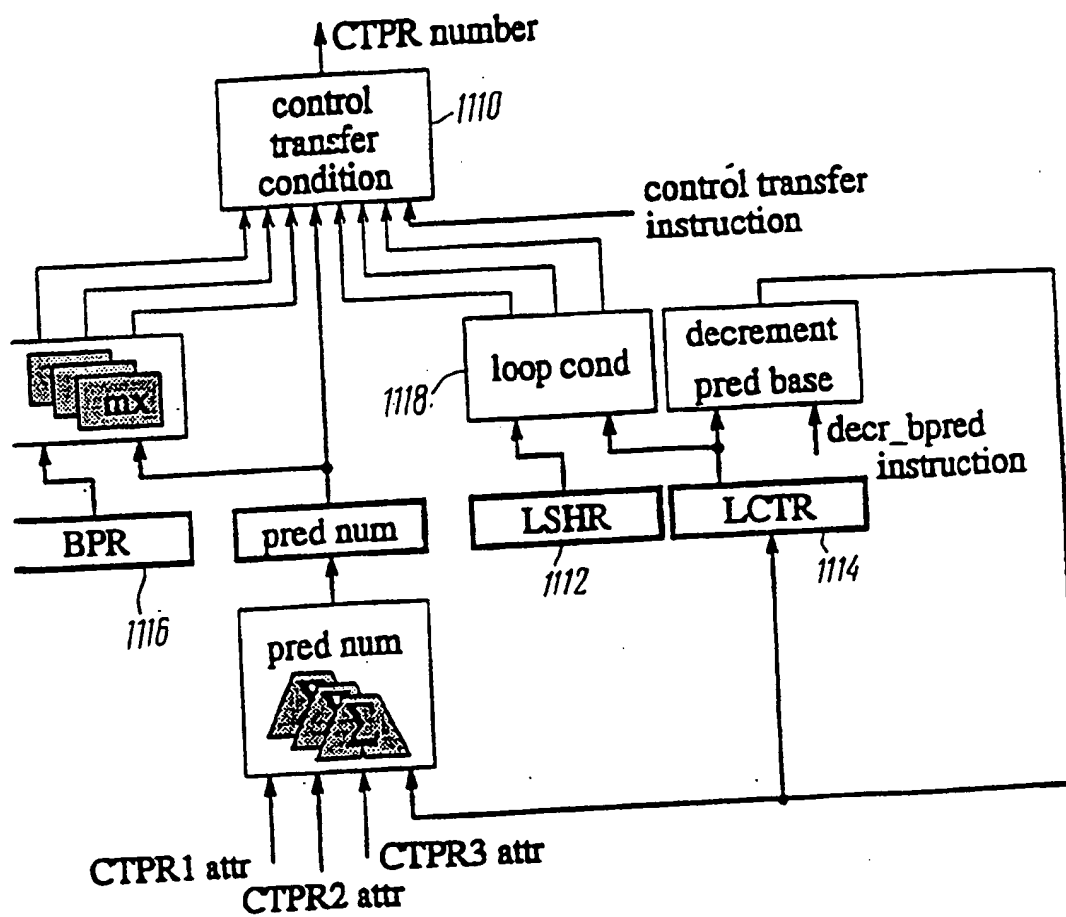 CTPR number
control
transfer
condition
1110
control transfer
instruction
mx
1118
loop cond
decrement
pred base
decr_bpred
instruction
BPR
pred num
LSHR
LCTR
1116
1112
1114
pred num
Σ
Σ
Σ
CTPR1 attr
CTPR2 attr
CTPR3 attr